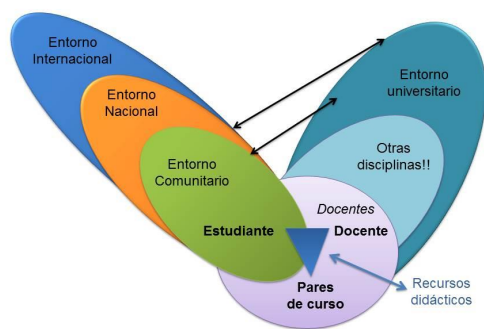 Entorno
Internacional
Entorno
Nacional
Entorno
Comunitario
Estudiante
Entorno
universitario
Otras
disciplinas!!
Docentes
Docente
Pares
de curso
Recursos
didácticos